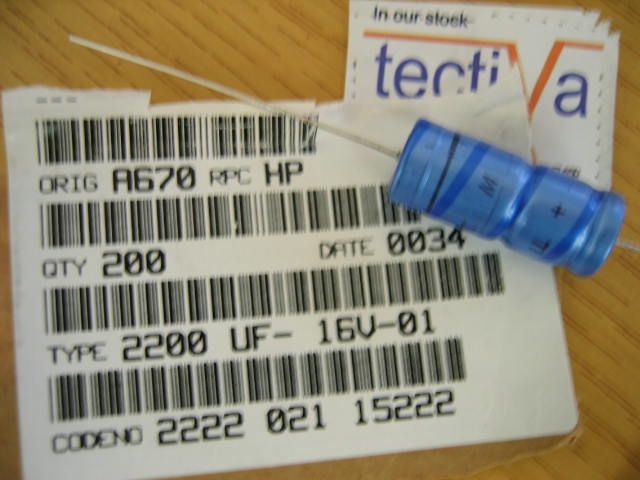 In our stock
tectiva
ORIG A670 RPC HP
QTY 200 DATE 0034
TYPE 2200 UF- 16V-01
CODENO 2222 021 15222
M
+